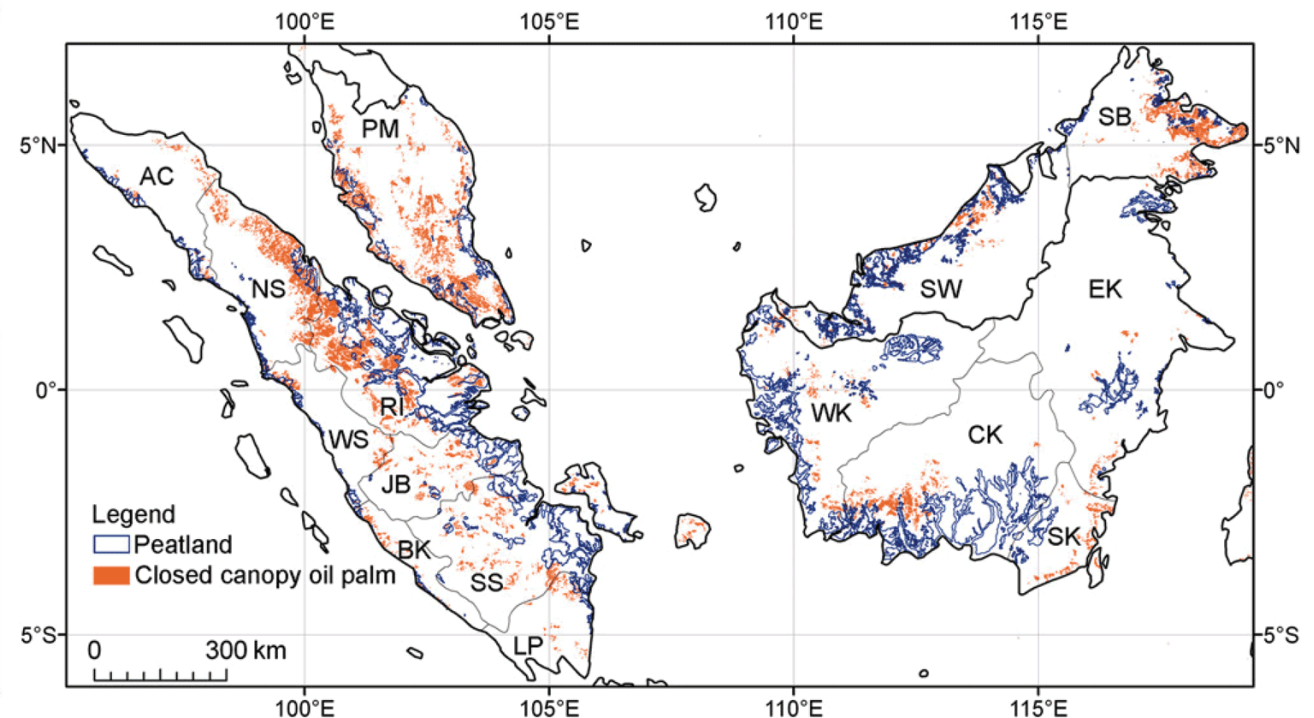 100°E 105°E 110°E 115°E
PM
SB
5°N 5°N
AC
NS
SW
EK
0° 0°
RI
WK
WS
CK
JB
Legend
Peatland
BK
SK
Closed canopy oil palm
SS
5°S 5°S
LP
0 300 km
100°E 105°E 110°E 115°E